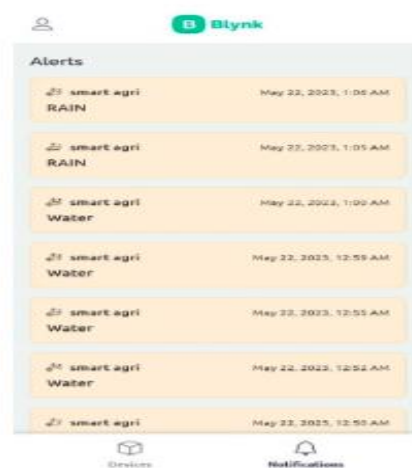 B Blynk
Alerts
smart agri May 22, 2023, 1:06 AM
RAIN
smart agri May 22, 2023, 1:05 AM
RAIN
smart agri May 22, 2023, 1:00 AM
Water
smart agri May 22, 2023, 12:59 AM
Water
smart agri May 22, 2023, 12:55 AM
Water
smart agri May 22, 2023, 12:52 AM
Water
smart agri May 22, 2023, 12:50 AM
Devices Notifications